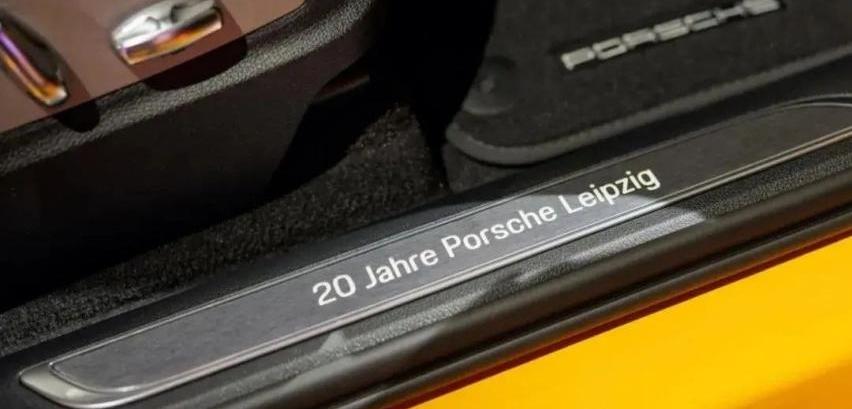 PORSCHE
20 Jahre Porsche Leipzig